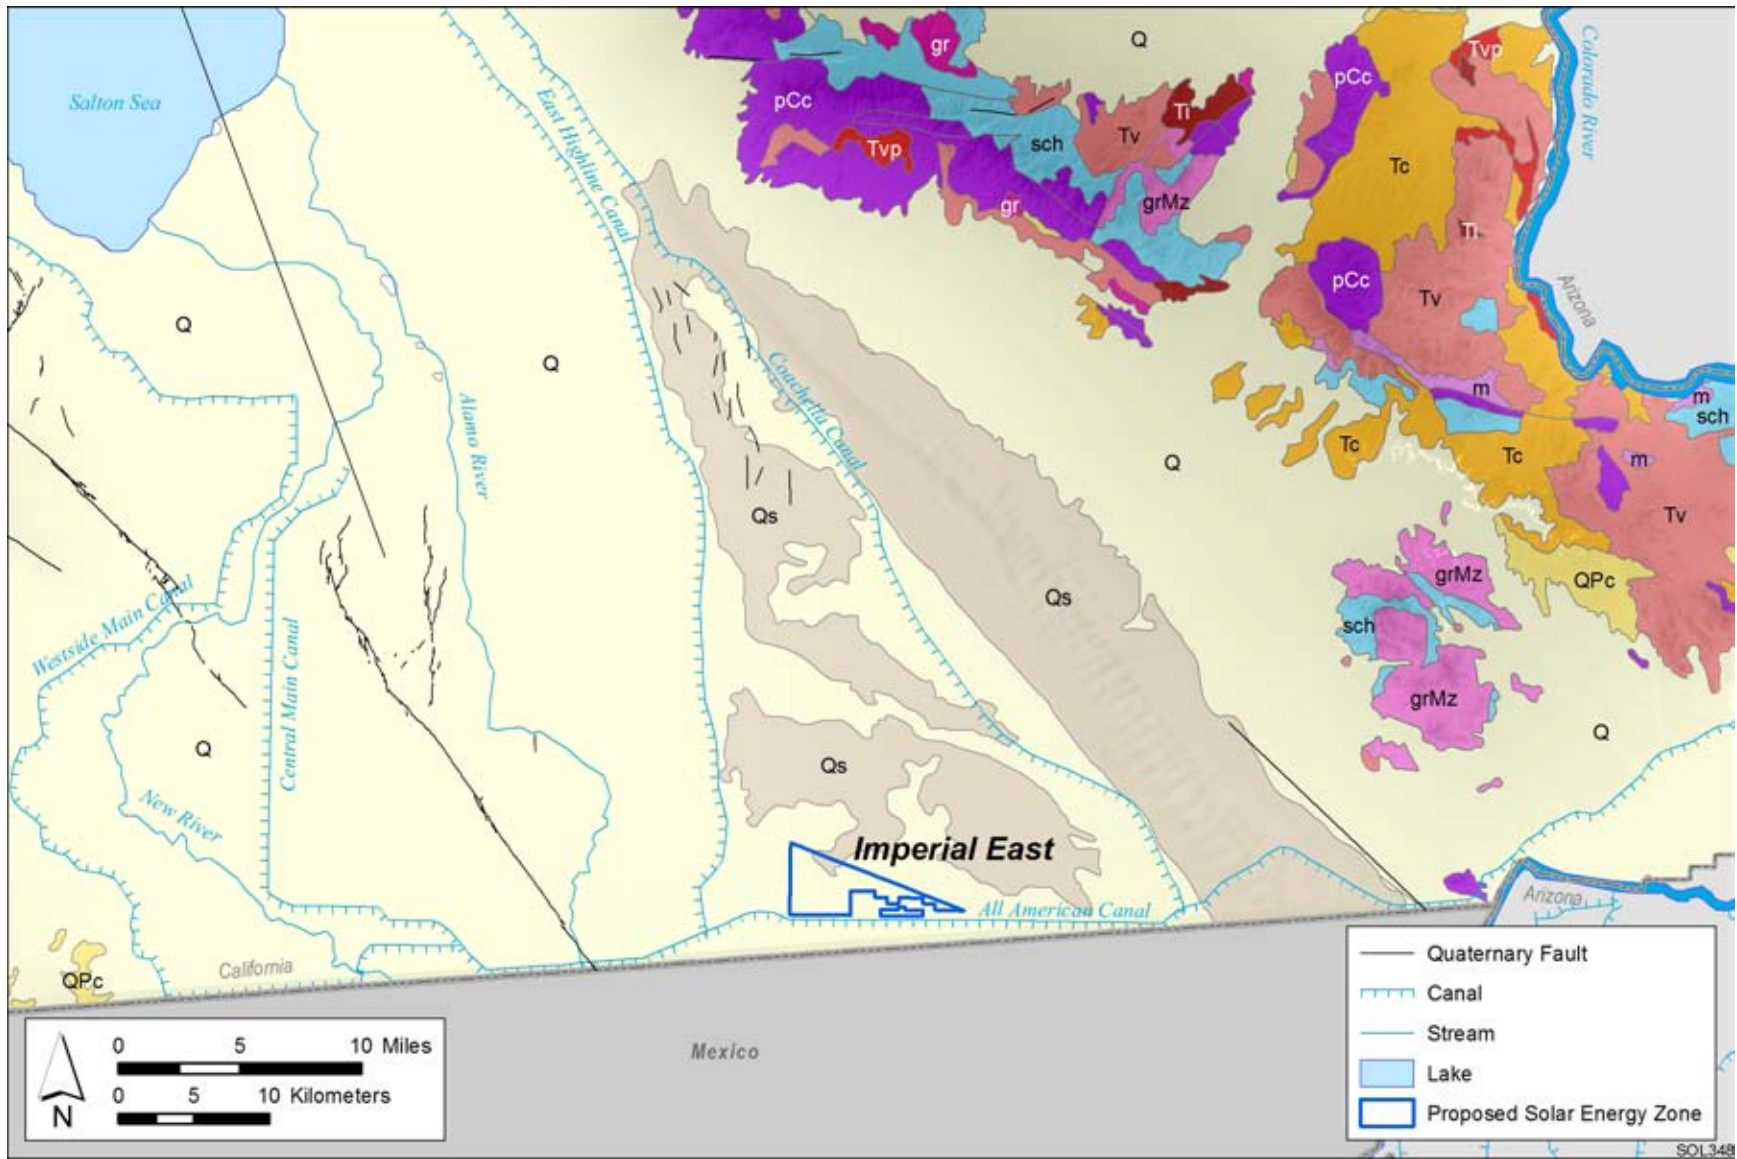 Salton Sea
East Highline Canal
gr
Q
pCc
Tvp
Colorado River
pCc
Tvp
sch
Tv
Ti
Tc
gr
grMz
Ti
pCc
Tv
Arizona
Q
Q
Alamo River
Coachella Canal
m
m
sch
Q
Tc
Tc
m
Qs
Tv
Westside Main Canal
Qs
grMz
QPc
sch
Central Main Canal
grMz
Q
Q
New River
Qs
Imperial East
All American Canal
Arizona
QPc
California
Mexico
0 5 10 Miles
0 5 10 Kilometers
N
Quaternary Fault
Canal
Stream
Lake
Proposed Solar Energy Zone